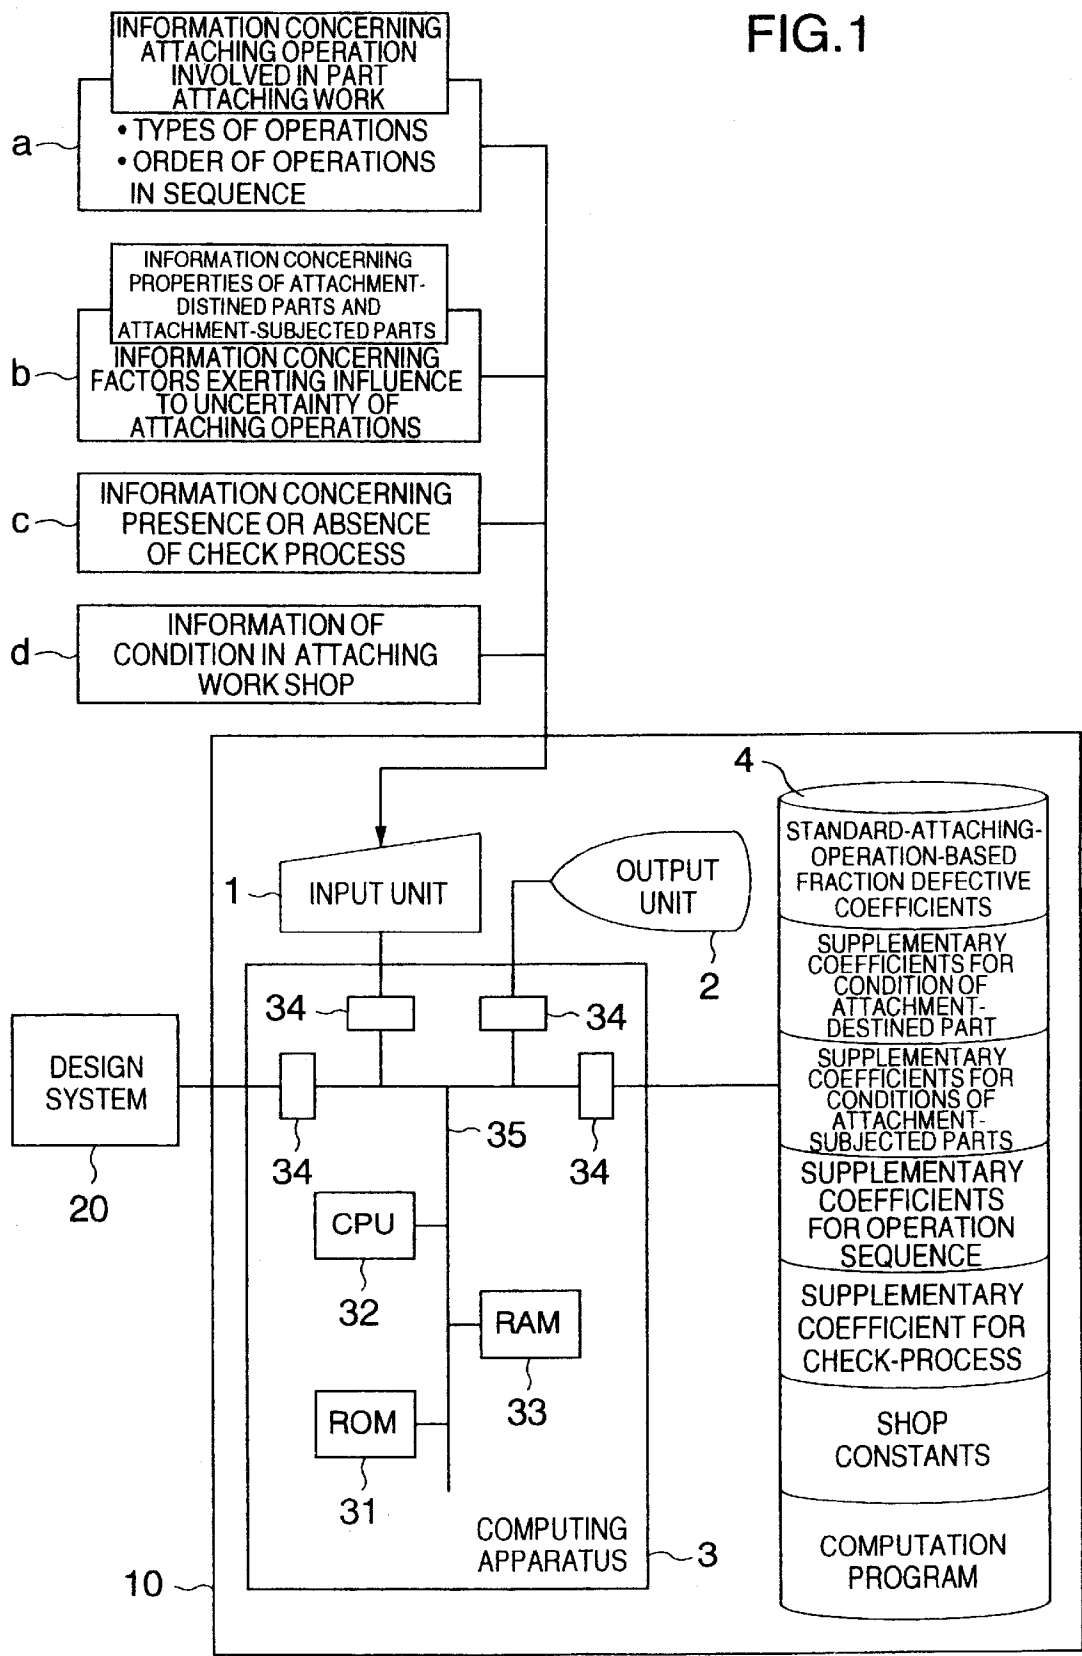 FIG.1
INFORMATION CONCERNING
ATTACHING OPERATION
INVOLVED IN PART
ATTACHING WORK
a
• TYPES OF OPERATIONS
• ORDER OF OPERATIONS
IN SEQUENCE
INFORMATION CONCERNING
PROPERTIES OF ATTACHMENT-
DISTINED PARTS AND
ATTACHMENT-SUBJECTED PARTS
b
INFORMATION CONCERNING
FACTORS EXERTING INFLUENCE
TO UNCERTAINTY OF
ATTACHING OPERATIONS
c
INFORMATION CONCERNING
PRESENCE OR ABSENCE
OF CHECK PROCESS
d
INFORMATION OF
CONDITION IN ATTACHING
WORK SHOP
4
1
INPUT UNIT
OUTPUT
UNIT
2
STANDARD-ATTACHING-
OPERATION-BASED
FRACTION DEFECTIVE
COEFFICIENTS
SUPPLEMENTARY
COEFFICIENTS FOR
CONDITION OF
ATTACHMENT-
DESTINED PART
SUPPLEMENTARY
COEFFICIENTS FOR
CONDITIONS OF
ATTACHMENT-
SUBJECTED PARTS
SUPPLEMENTARY
COEFFICIENTS
FOR OPERATION
SEQUENCE
SUPPLEMENTARY
COEFFICIENT FOR
CHECK-PROCESS
SHOP
CONSTANTS
COMPUTATION
PROGRAM
34
34
DESIGN
SYSTEM
20
34
35
34
CPU
32
RAM
33
ROM
31
COMPUTING
APPARATUS
3
10